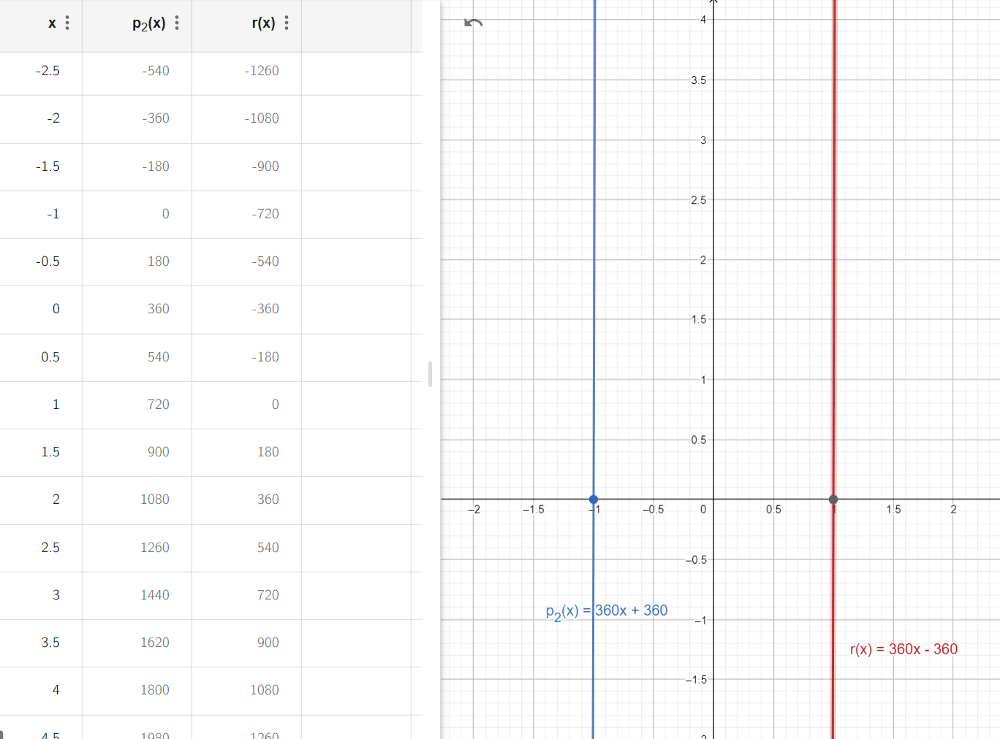 x p₂(x) r(x)
-2.5 -540 -1260
-2 -360 -1080
-1.5 -180 -900
-1 0 -720
-0.5 180 -540
0 360 -360
0.5 540 -180
1 720 0
1.5 900 180
2 1080 360
2.5 1260 540
3 1440 720
3.5 1620 900
4 1800 1080
4.5 1980 1260
4
3.5
3
2.5
2
1.5
1
0.5
–2 –1.5 –1 –0.5 0 0.5 1 1.5 2
–0.5
p₂(x) = 360x + 360
–1
r(x) = 360x - 360
–1.5
–2